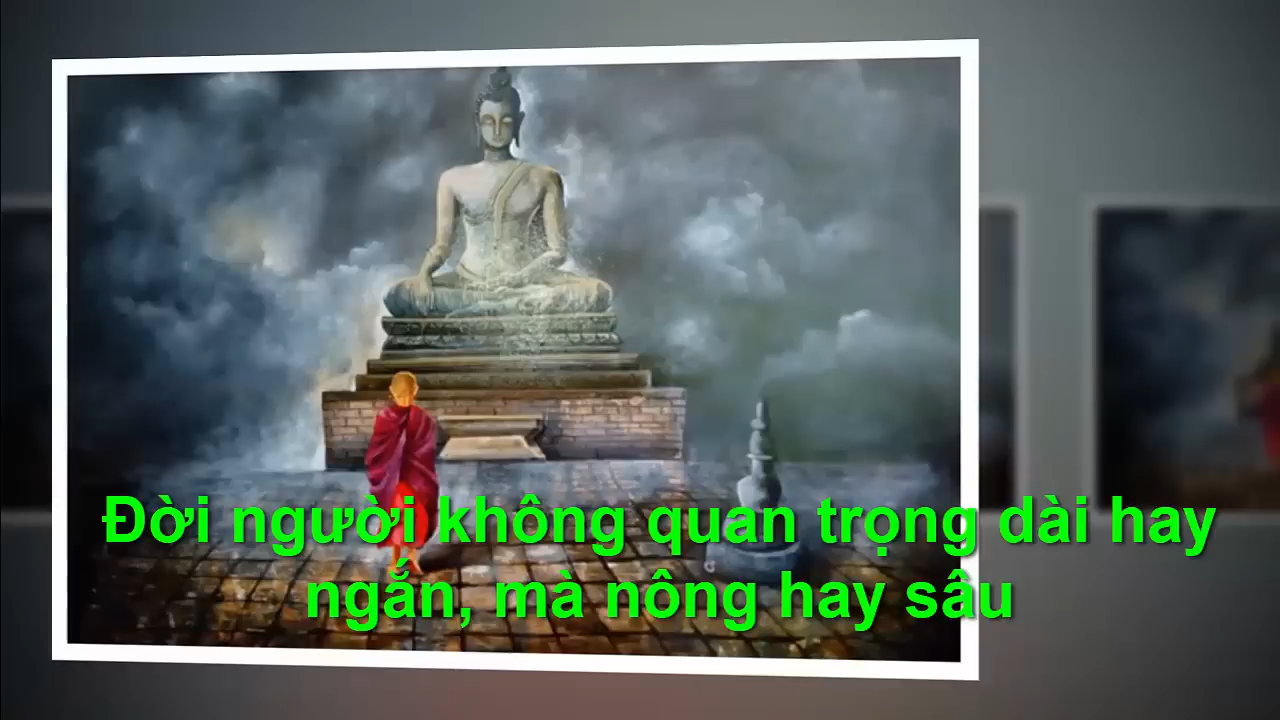 Đời người không quan trọng dài hay
ngắn, mà nông hay sâu